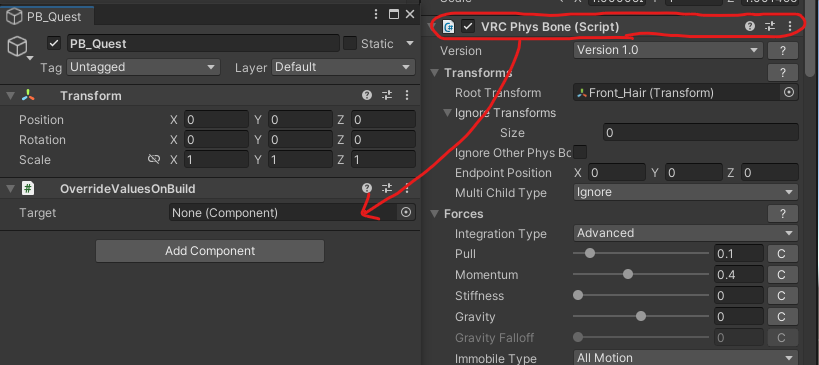 PB_Quest
PB_Quest
Static
Tag
Untagged
Layer
Default
Transform
Position
X
0
Y
0
Z
0
Rotation
X
0
Y
0
Z
0
Scale
X
1
Y
1
Z
1
OverrideValuesOnBuild
Target
None (Component)
Add Component
VRC Phys Bone (Script)
Version
Version 1.0
?
Transforms
?
Root Transform
Front_Hair (Transform)
Ignore Transforms
Size
0
Ignore Other Phys Bo
Endpoint Position
X
0
Y
0
Z
0
Multi Child Type
Ignore
Forces
?
Integration Type
Advanced
Pull
0.1
C
Momentum
0.4
C
Stiffness
0
C
Gravity
0
C
Gravity Falloff
0
C
Immobile Type
All Motion